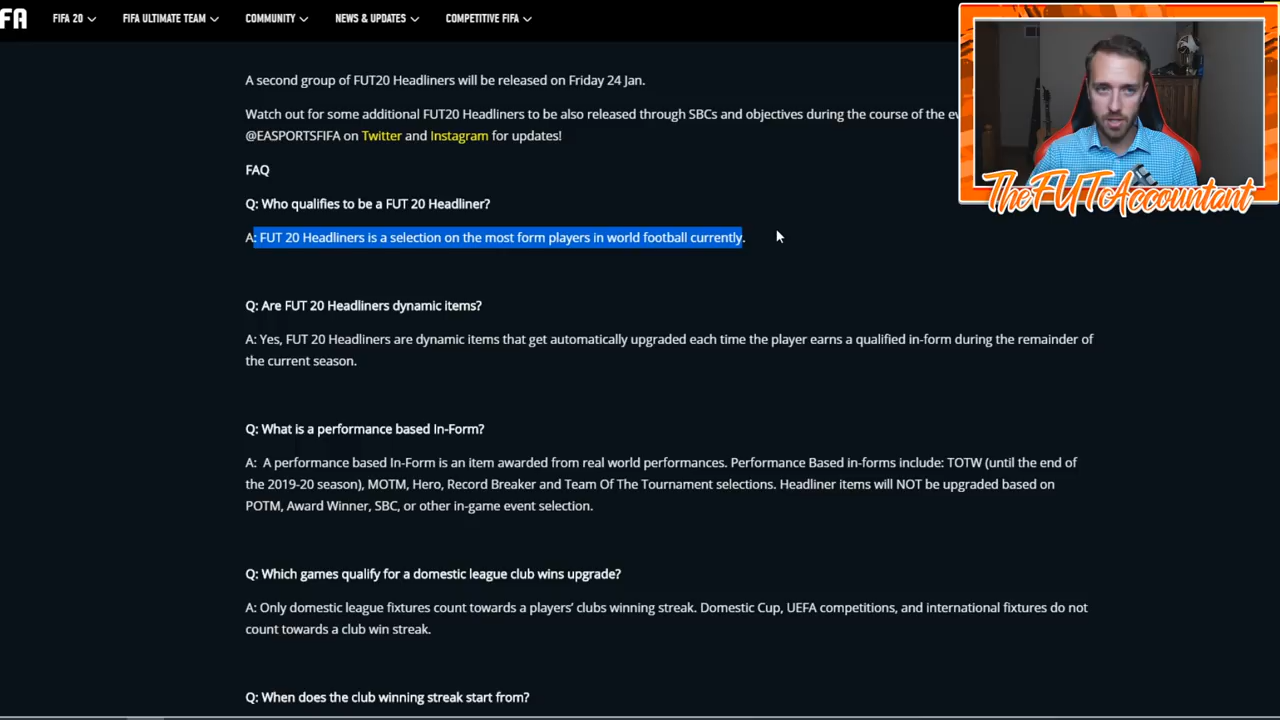 FA FIFA 20 FIFA ULTIMATE TEAM COMMUNITY NEWS & UPDATES COMPETITIVE FIFA
A second group of FUT20 Headliners will be released on Friday 24 Jan.
Watch out for some additional FUT20 Headliners to be also released through SBCs and objectives during the course of the
@EASPORTSFIFA on Twitter and Instagram for updates!
TheFUTAccountant
FAQ
Q: Who qualifies to be a FUT 20 Headliner?
A: FUT 20 Headliners is a selection on the most form players in world football currently.
Q: Are FUT 20 Headliners dynamic items?
A: Yes, FUT 20 Headliners are dynamic items that get automatically upgraded each time the player earns a qualified in-form during the remainder of
the current season.
Q: What is a performance based In-Form?
A: A performance based In-Form is an item awarded from real world performances. Performance Based in-forms include: TOTW (until the end of
the 2019-20 season), MOTM, Hero, Record Breaker and Team Of The Tournament selections. Headliner items will NOT be upgraded based on
POTM, Award Winner, SBC, or other in-game event selection.
Q: Which games qualify for a domestic league club wins upgrade?
A: Only domestic league fixtures count towards a players’ clubs winning streak. Domestic Cup, UEFA competitions, and international fixtures do not
count towards a club win streak.
Q: When does the club winning streak start from?